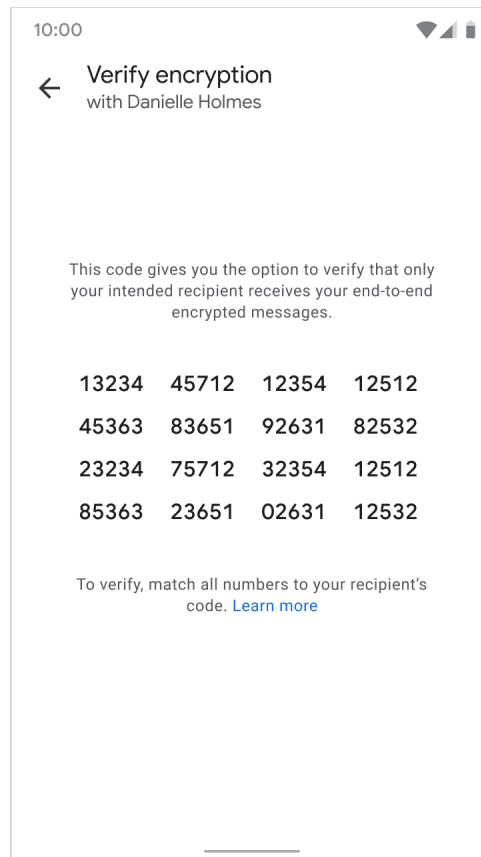 10:00
Verify encryption
with Danielle Holmes
This code gives you the option to verify that only
your intended recipient receives your end-to-end
encrypted messages.
13234 45712 12354 12512
45363 83651 92631 82532
23234 75712 32354 12512
85363 23651 02631 12532
To verify, match all numbers to your recipient’s
code. Learn more